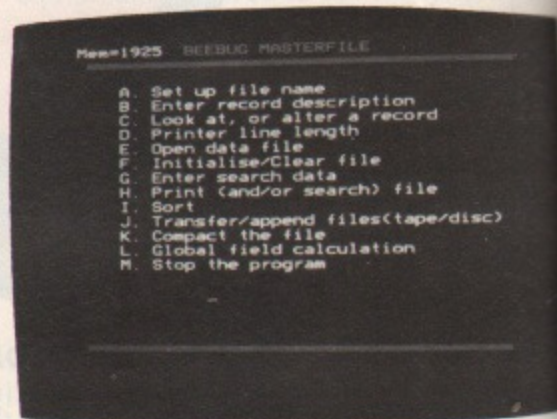 Mem=1925 BEEBUG MASTERFILE
A. Set up file name
B. Enter record description
C. Look at, or alter a record
D. Printer line length
E. Open data file
F. Initialise/Clear file
G. Enter search data
H. Print (and/or search) file
I. Sort
J. Transfer/append files(tape/disc)
K. Compact the file
L. Global field calculation
M. Stop the program